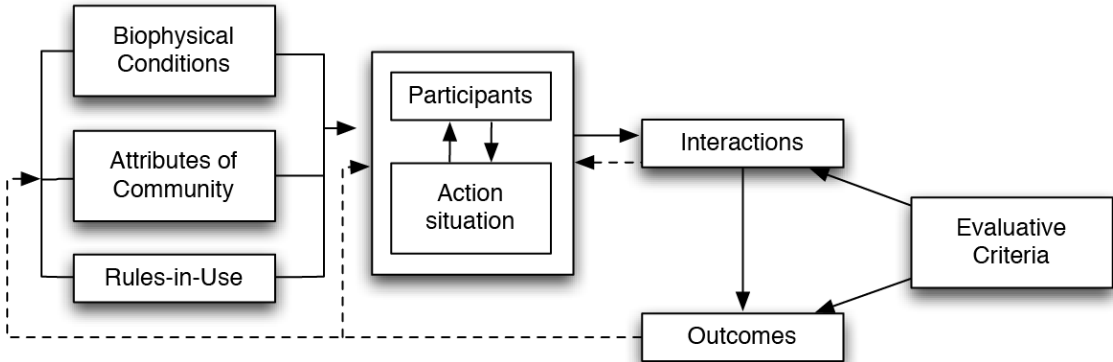 Biophysical
Conditions
Attributes of
Community
Rules-in-Use
Participants
Action
situation
Interactions
Outcomes
Evaluative
Criteria